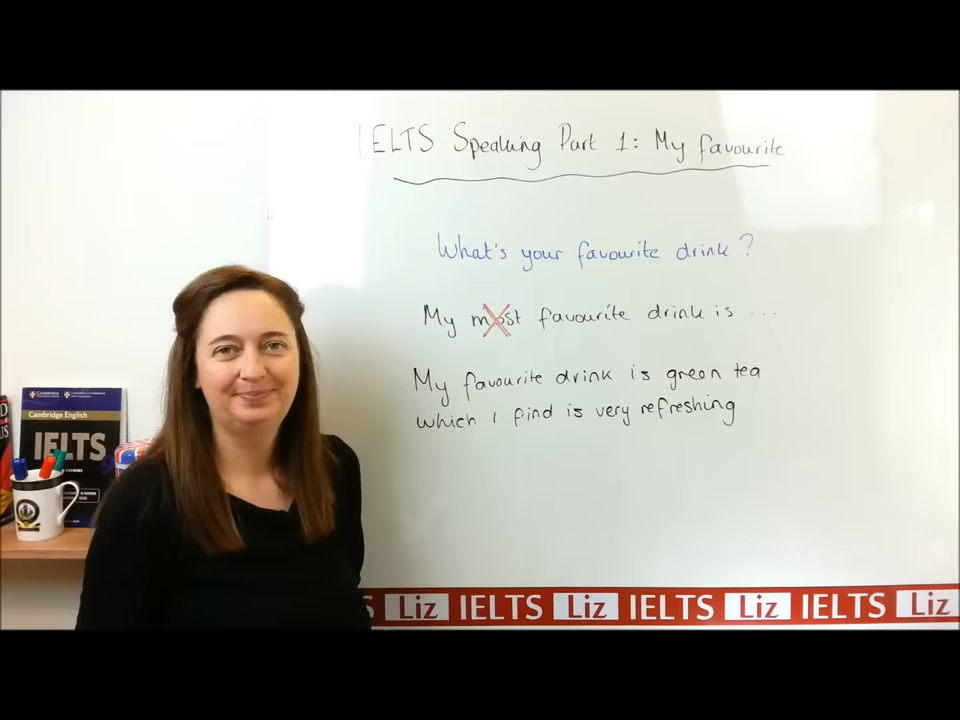 IELTS Speaking Part 1: My favourite
What's your favourite drink?
My most favourite drink is ...
My favourite drink is green tea
which I find is very refreshing
Cambridge English
IELTS
S Liz IELTS Liz IELTS Liz IELTS Liz